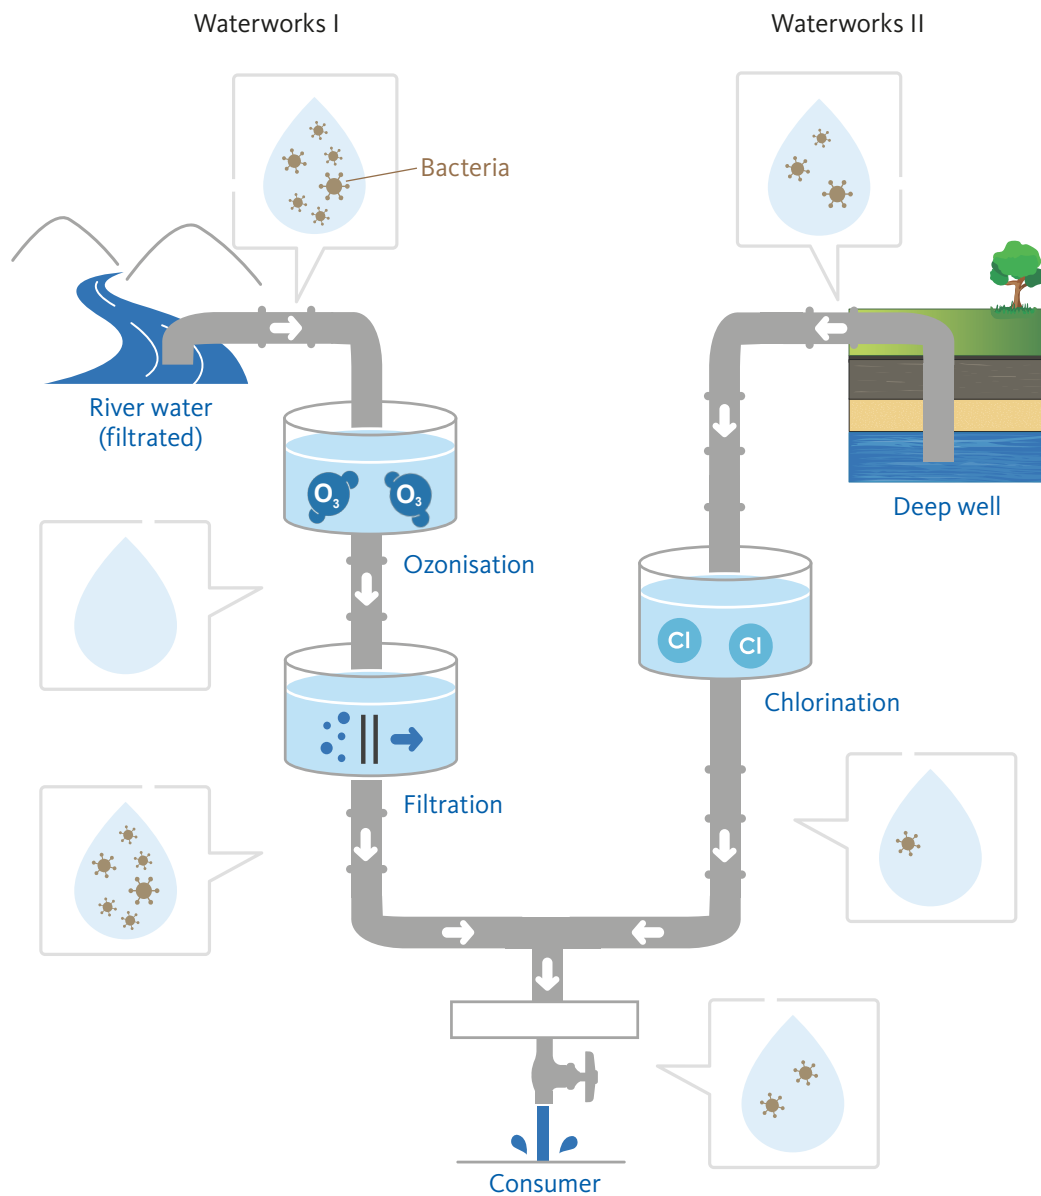 Waterworks I
Waterworks II
Bacteria
River water
(filtrated)
Deep well
O3
O3
Ozonisation
Cl
Cl
Chlorination
Filtration
Consumer